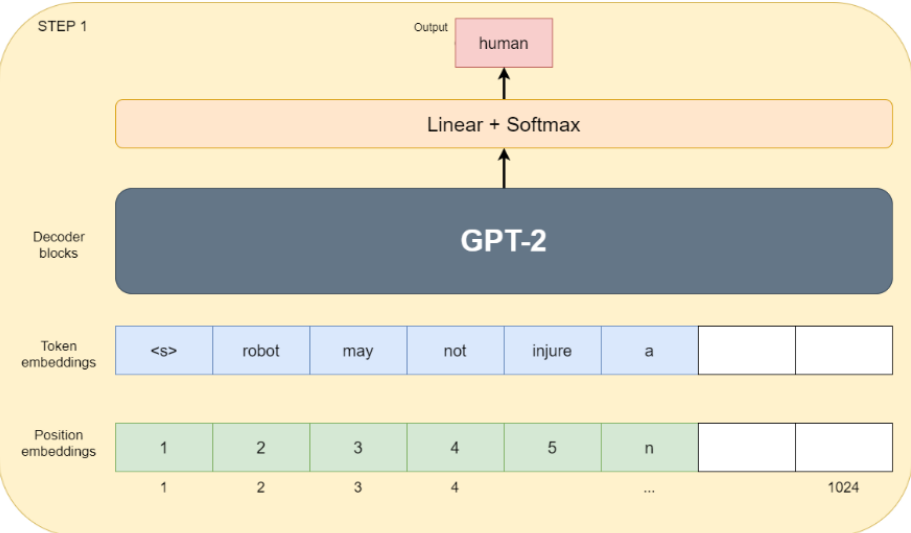 STEP 1
Output
human
Linear + Softmax
Decoder
blocks
GPT-2
Token
embeddings
<s> robot may not injure a
Position
embeddings
1 2 3 4 5 n
1 2 3 4 ... 1024